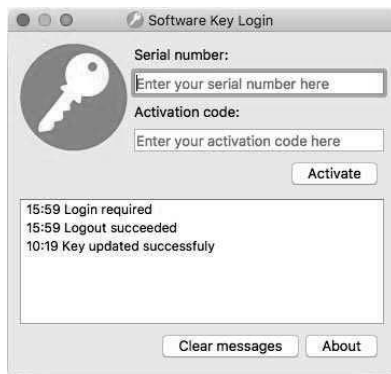 Software Key Login
Serial number:
Enter your serial number here
Activation code:
Enter your activation code here
Activate
15:59 Login required
15:59 Logout succeeded
10:19 Key updated successfuly
Clear messages
About